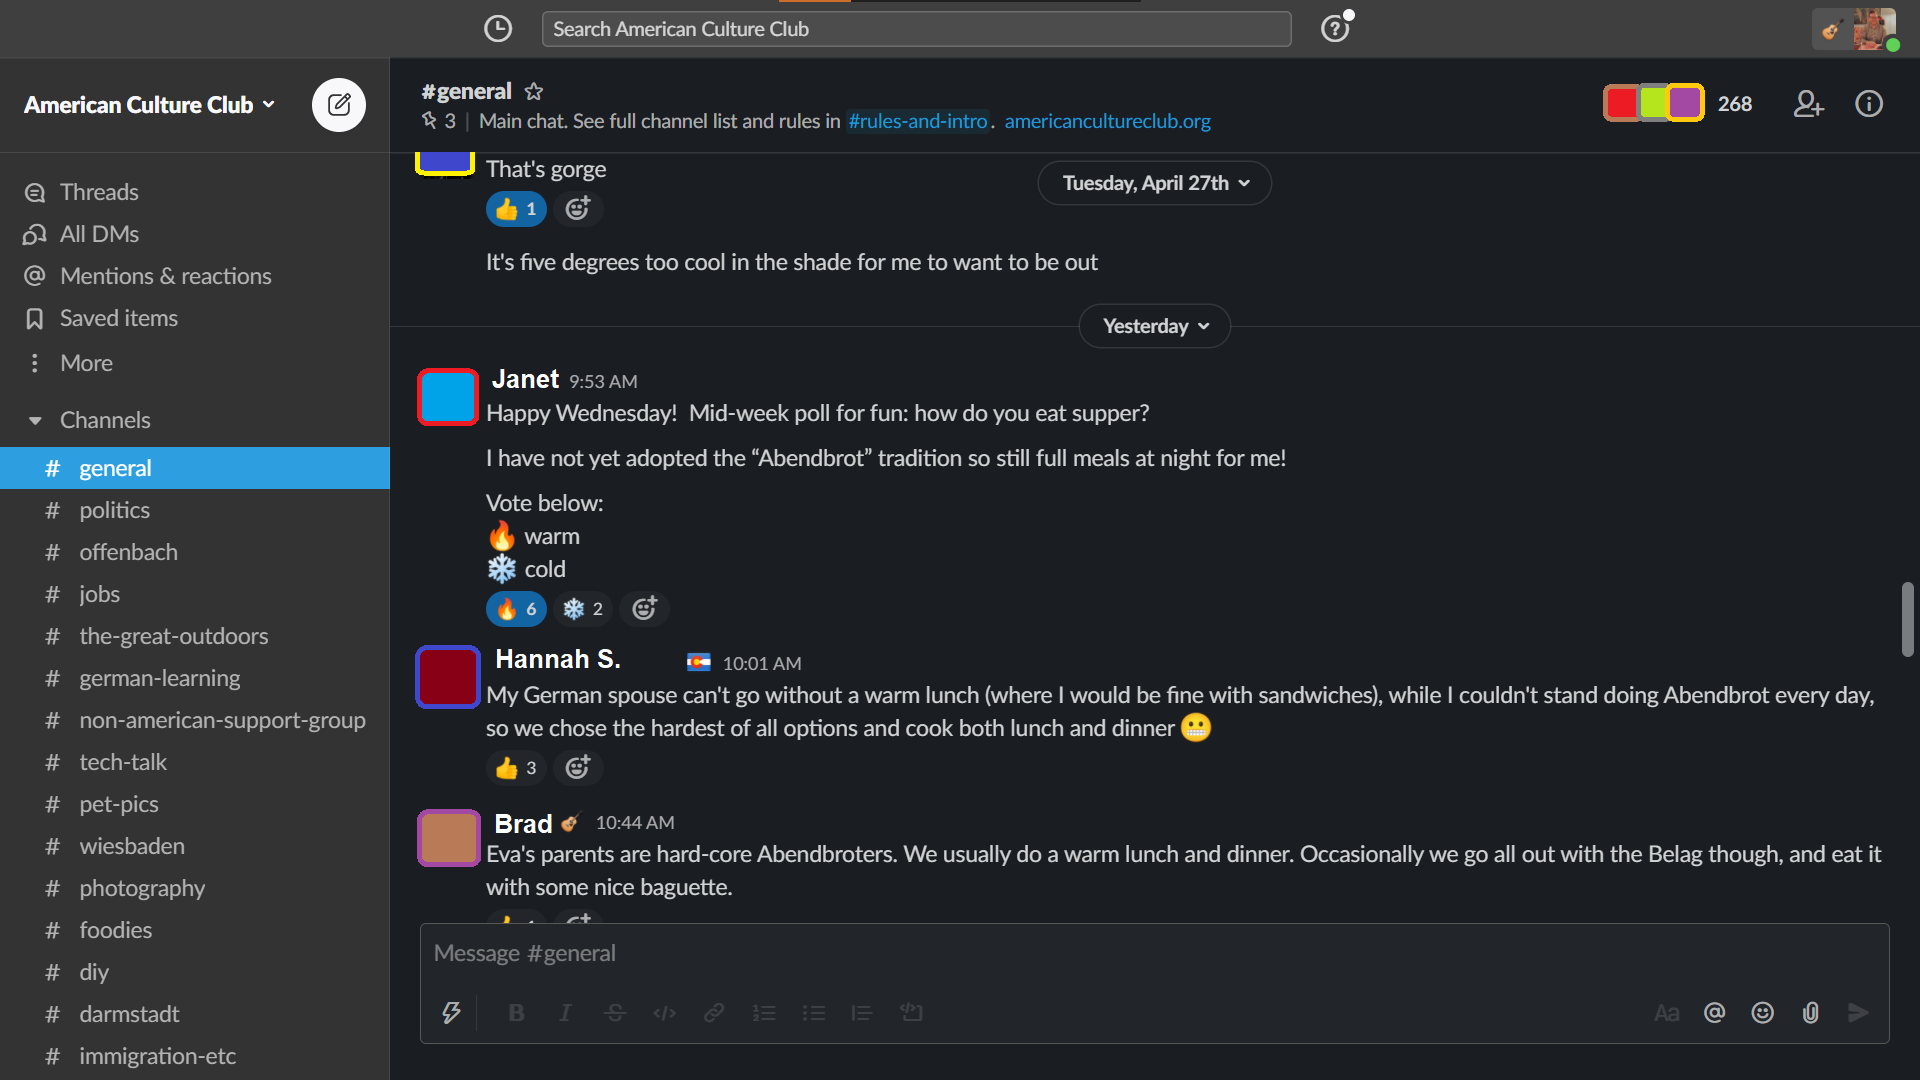 Search American Culture Club
American Culture Club
#general
3 | Main chat. See full channel list and rules in #rules-and-intro. americancultureclub.org
268
Threads
All DMs
Mentions & reactions
Saved items
More
Channels
# general
# politics
# offenbach
# jobs
# the-great-outdoors
# german-learning
# non-american-support-group
# tech-talk
# pet-pics
# wiesbaden
# photography
# foodies
# diy
# darmstadt
# immigration-etc
That's gorge
Tuesday, April 27th
👍 1
It's five degrees too cool in the shade for me to want to be out
Yesterday
Janet 9:53 AM
Happy Wednesday! Mid-week poll for fun: how do you eat supper?
I have not yet adopted the “Abendbrot” tradition so still full meals at night for me!
Vote below:
🔥 warm
❄️ cold
🔥 6 ❄️ 2
Hannah S. 10:01 AM
My German spouse can't go without a warm lunch (where I would be fine with sandwiches), while I couldn't stand doing Abendbrot every day,
so we chose the hardest of all options and cook both lunch and dinner 😬
👍 3
Brad 🎸 10:44 AM
Eva's parents are hard-core Abendbroters. We usually do a warm lunch and dinner. Occasionally we go all out with the Belag though, and eat it
with some nice baguette.
Message #general
B I S </>
Aa @